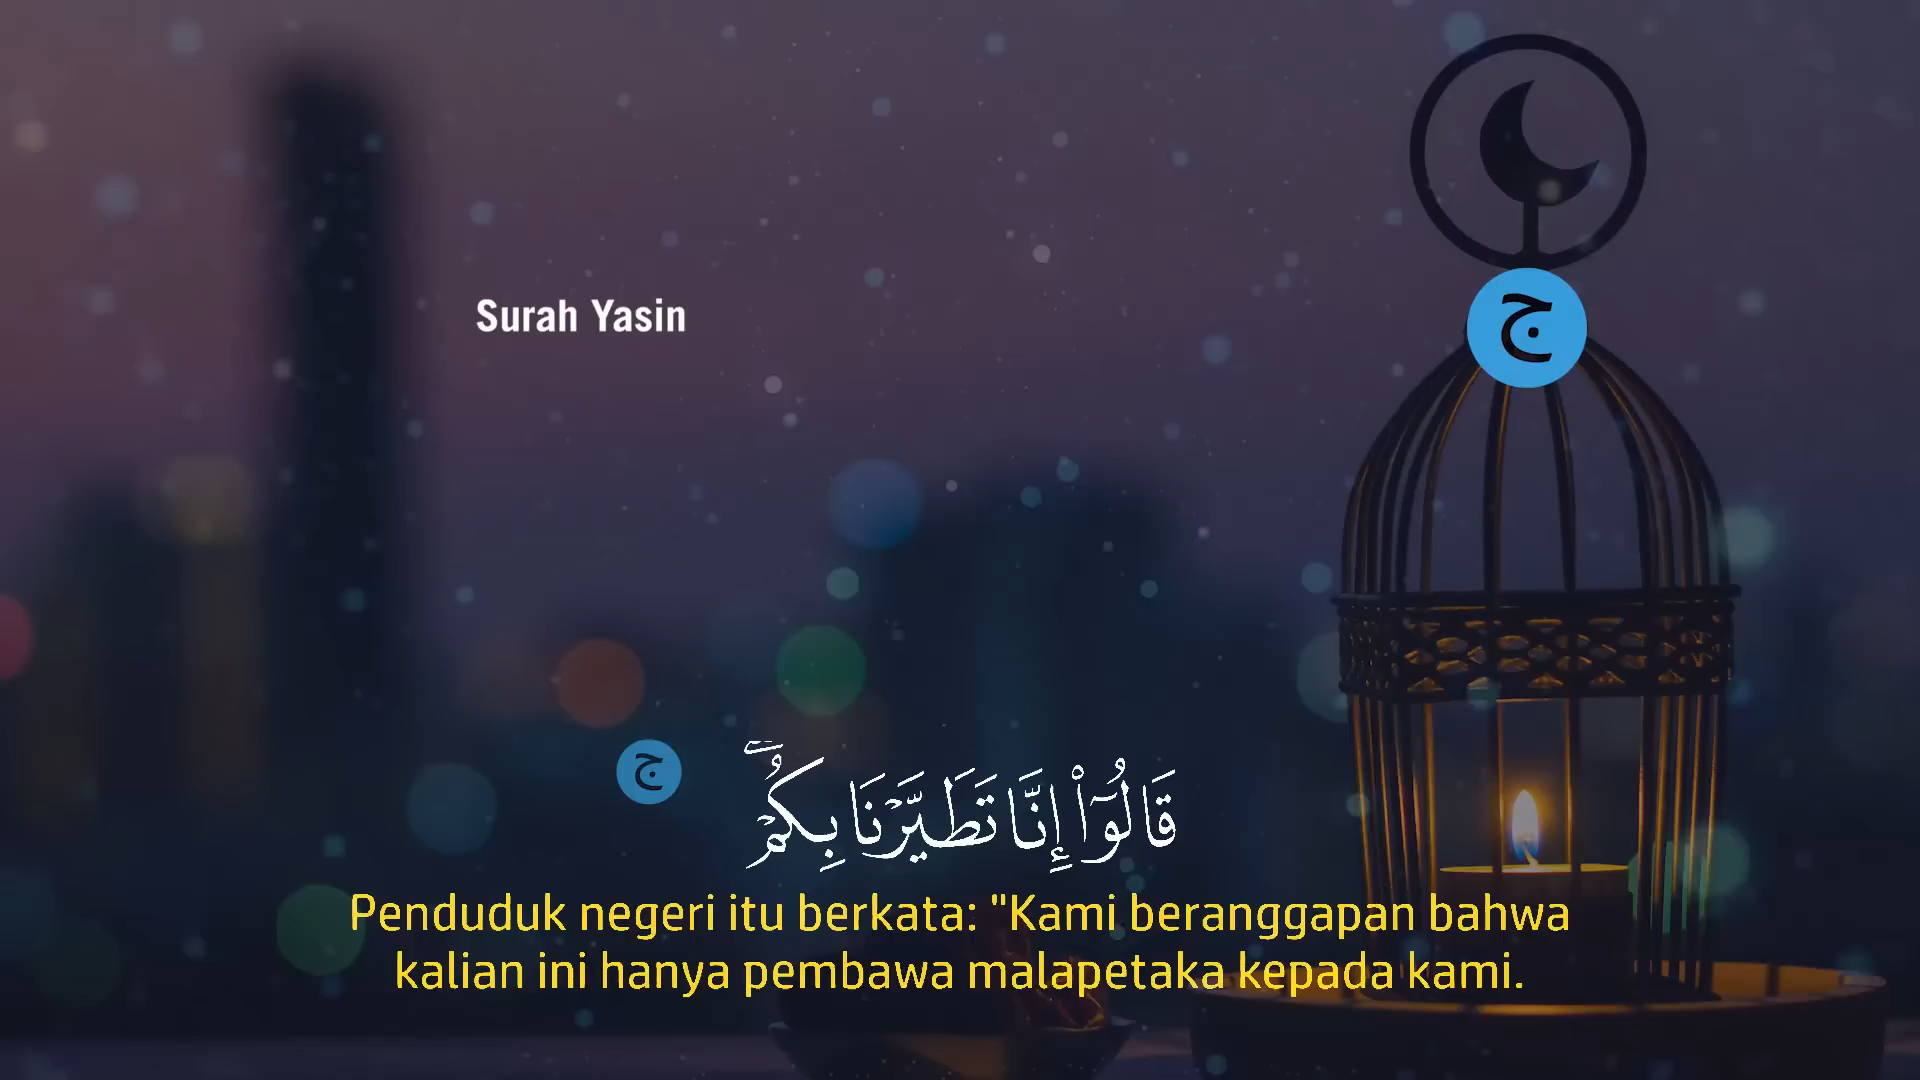 Surah Yasin
ج
ج
قَالُوٓا۟ إِنَّا تَطَيَّرْنَا بِكُمْ ۖ
Penduduk negeri itu berkata: "Kami beranggapan bahwa
kalian ini hanya pembawa malapetaka kepada kami.